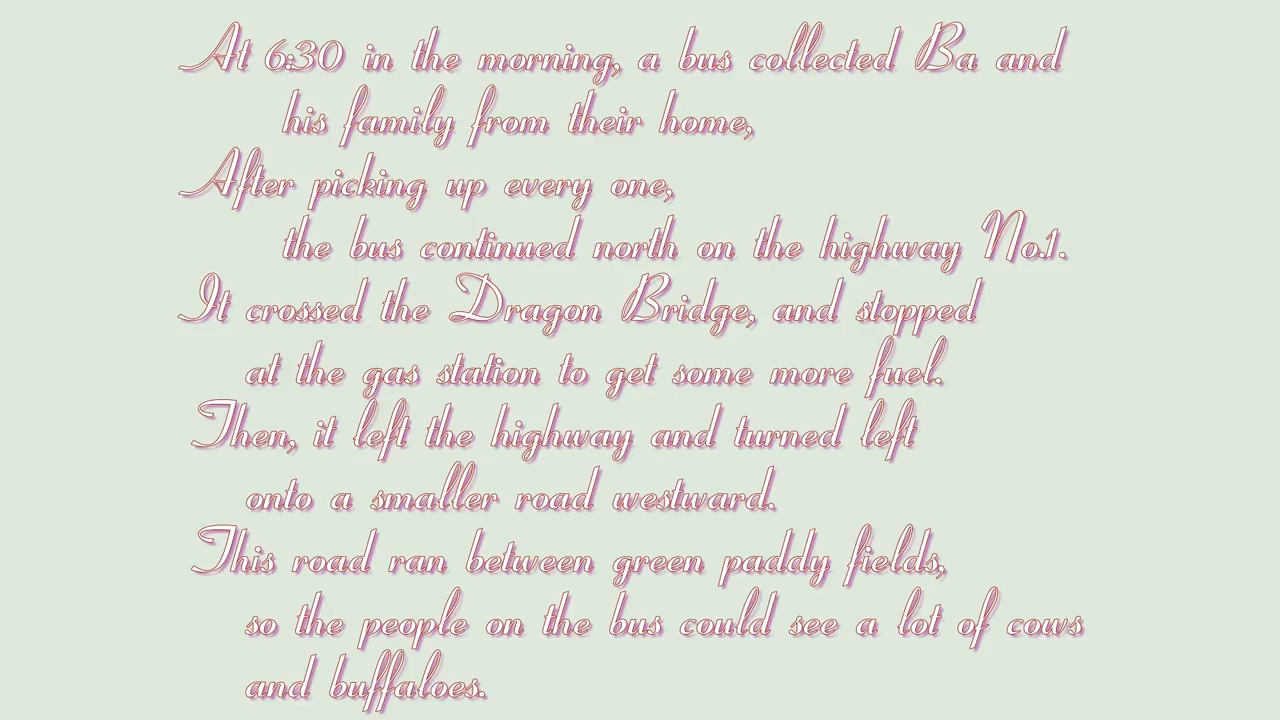 At 6:30 in the morning, a bus collected Ba and
his family from their home,
After picking up every one,
the bus continued north on the highway No.1.
It crossed the Dragon Bridge, and stopped
at the gas station to get some more fuel.
Then, it left the highway and turned left
onto a smaller road westward.
This road ran between green paddy fields,
so the people on the bus could see a lot of cows
and buffaloes.